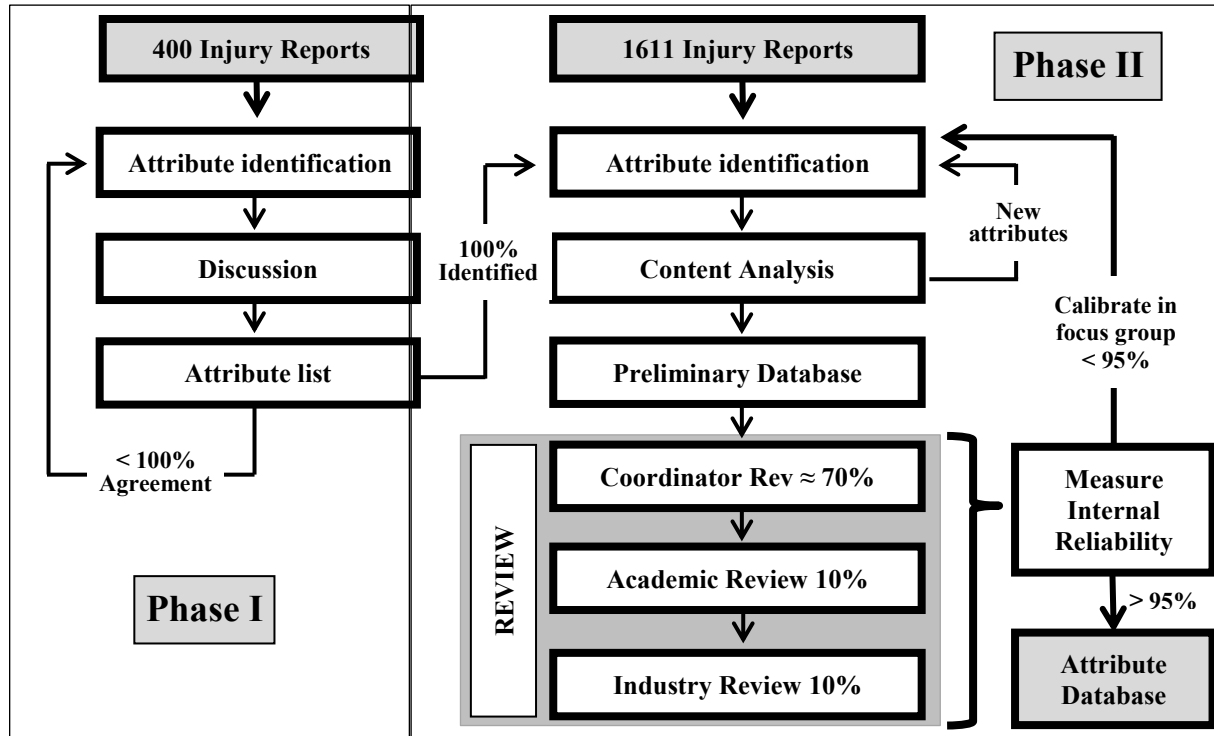 400 Injury Reports
Attribute identification
Discussion
Attribute list
< 100%
Agreement
Phase I
100%
Identified
1611 Injury Reports
Phase II
Attribute identification
New
attributes
Content Analysis
Preliminary Database
Calibrate in
focus group
< 95%
REVIEW
Coordinator Rev ≈ 70%
Academic Review 10%
Industry Review 10%
Measure
Internal
Reliability
> 95%
Attribute
Database